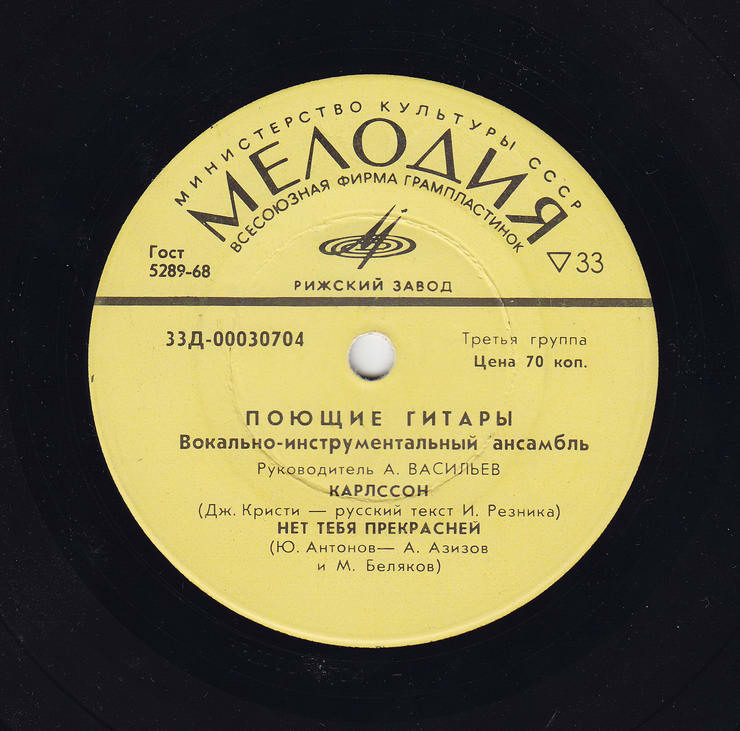 МИНИСТЕРСТВО КУЛЬТУРЫ СССР
МЕЛОДИЯ
ВСЕСОЮЗНАЯ ФИРМА ГРАМПЛАСТИНОК
Гост
5289-68
▽33
РИЖСКИЙ ЗАВОД
33Д-00030704
Третья группа
Цена 70 коп.
ПОЮЩИЕ ГИТАРЫ
Вокально-инструментальный ансамбль
Руководитель А. ВАСИЛЬЕВ
КАРЛССОН
(Дж. Кристи — русский текст И. Резника)
НЕТ ТЕБЯ ПРЕКРАСНЕЙ
(Ю. Антонов— А. Азизов
и М. Беляков)